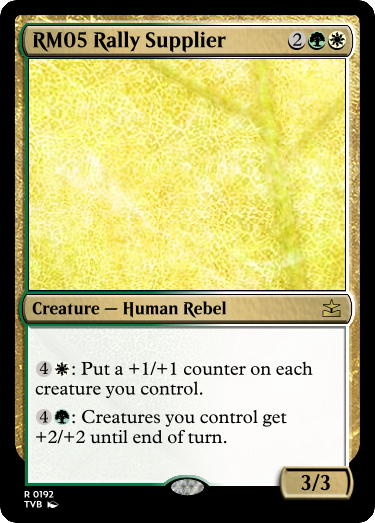 RM05 Rally Supplier 2
Creature — Human Rebel
4 : Put a +1/+1 counter on each
creature you control.
4 : Creatures you control get
+2/+2 until end of turn.
3/3
R 0192
TVB